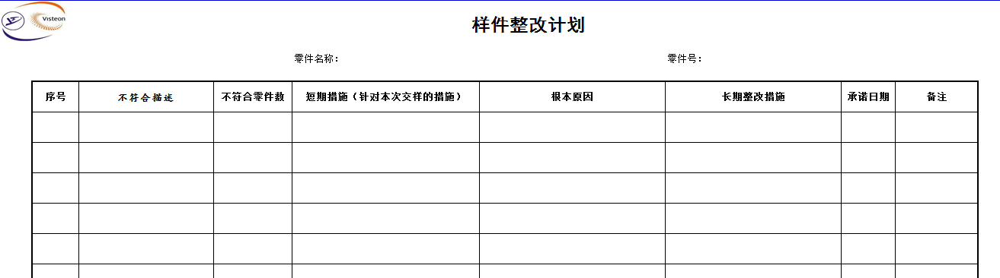 Visteon
样件整改计划
零件名称： 零件号：
序号 不符合描述 不符合零件数 短期措施（针对本次交样的措施） 根本原因 长期整改措施 承诺日期 备注